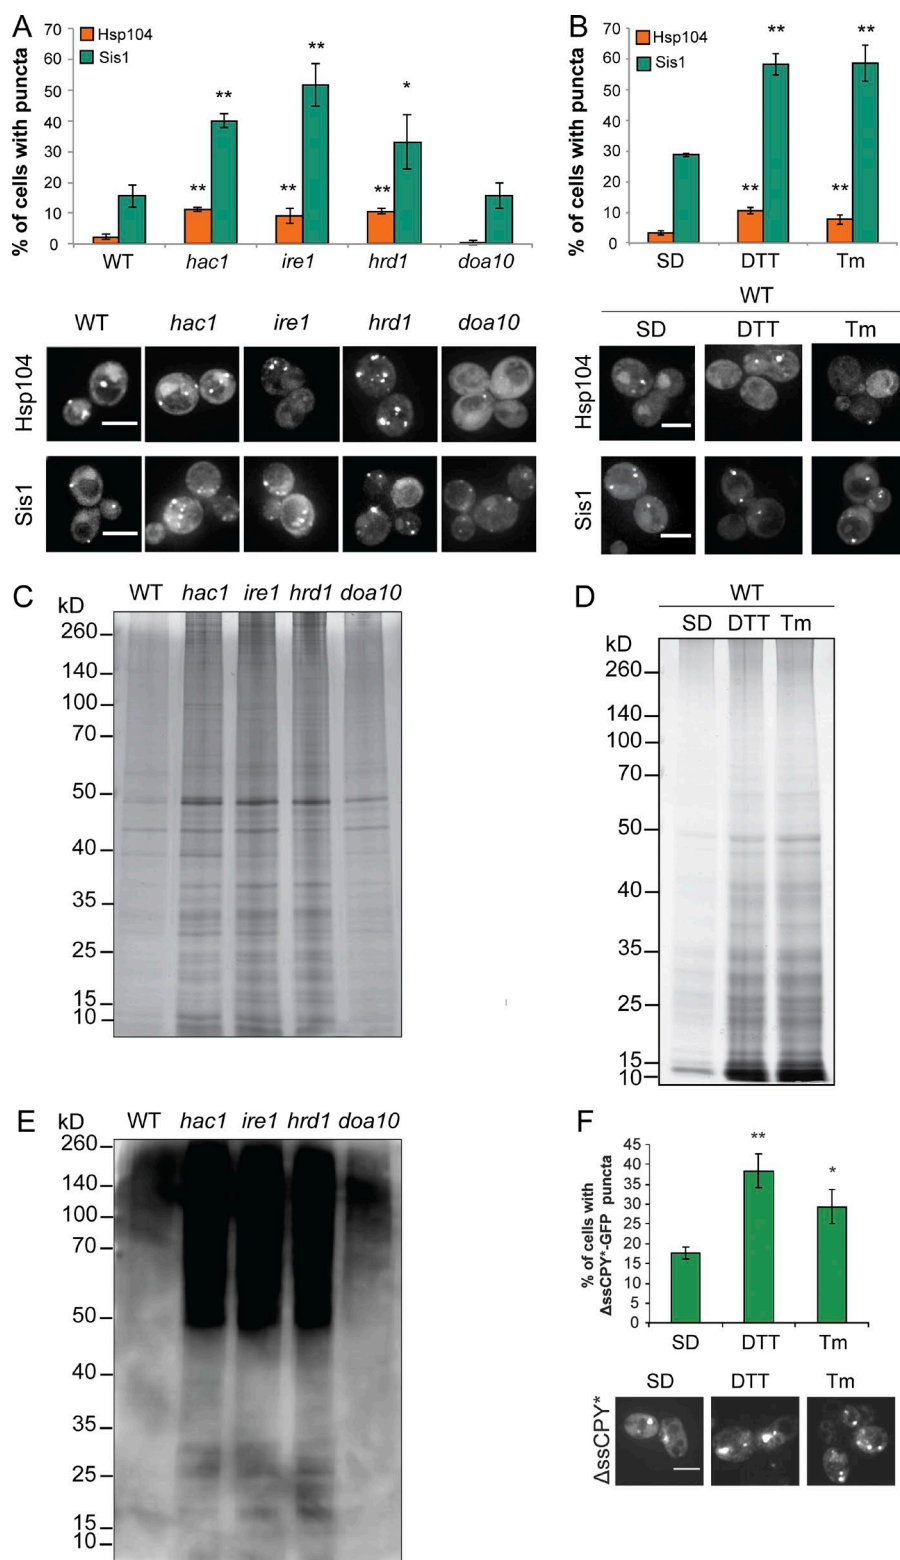 A
70
60
50
40
30
20
10
0
% of cells with puncta
Hsp104
Sis1
** ** ** ** ** *
WT hac1 ire1 hrd1 doa10
B
70
60
50
40
30
20
10
0
% of cells with puncta
Hsp104
Sis1
** ** ** **
SD DTT Tm
WT hac1 ire1 hrd1 doa10
Hsp104
Sis1
WT
SD DTT Tm
Hsp104
Sis1
C
WT hac1 ire1 hrd1 doa10
kD
260
140
100
70
50
40
35
25
15
10
D
WT
SD DTT Tm
kD
260
140
100
70
50
40
35
25
15
10
E
kD WT hac1 ire1 hrd1 doa10
260
140
100
70
50
40
35
25
15
10
F
45
40
35
30
25
20
15
10
5
0
% of cells with
ΔssCPY*-GFP puncta
** *
SD DTT Tm
SD DTT Tm
ΔssCPY*